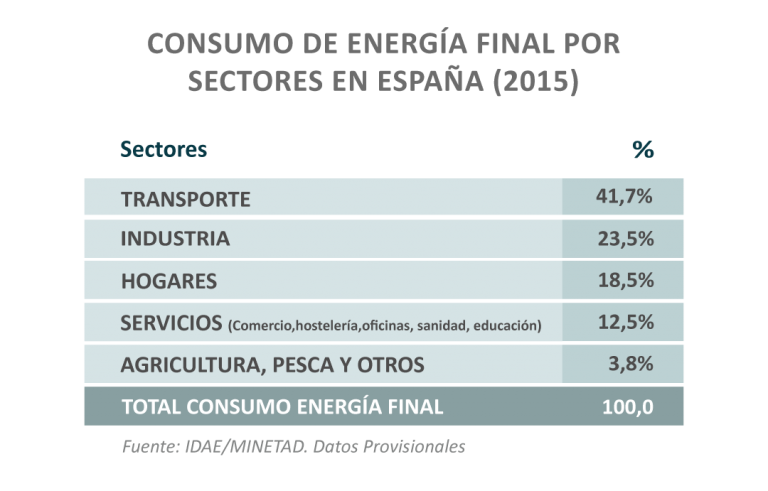 CONSUMO DE ENERGÍA FINAL POR
SECTORES EN ESPAÑA (2015)
Sectores %
TRANSPORTE 41,7%
INDUSTRIA 23,5%
HOGARES 18,5%
SERVICIOS (Comercio,hostelería,oficinas, sanidad, educación) 12,5%
AGRICULTURA, PESCA Y OTROS 3,8%
TOTAL CONSUMO ENERGÍA FINAL 100,0
Fuente: IDAE/MINETAD. Datos Provisionales